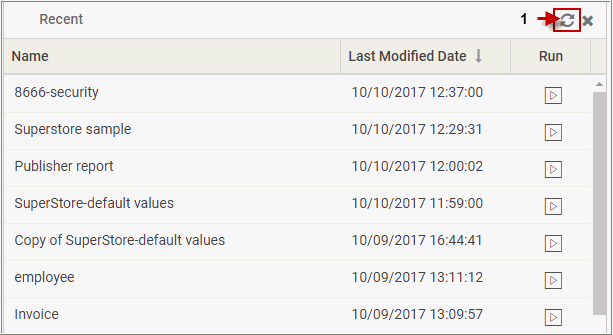 Recent 1
Name Last Modified Date Run
8666-security 10/10/2017 12:37:00
Superstore sample 10/10/2017 12:29:31
Publisher report 10/10/2017 12:00:02
SuperStore-default values 10/10/2017 11:59:00
Copy of SuperStore-default values 10/09/2017 16:44:41
employee 10/09/2017 13:11:12
Invoice 10/09/2017 13:09:57